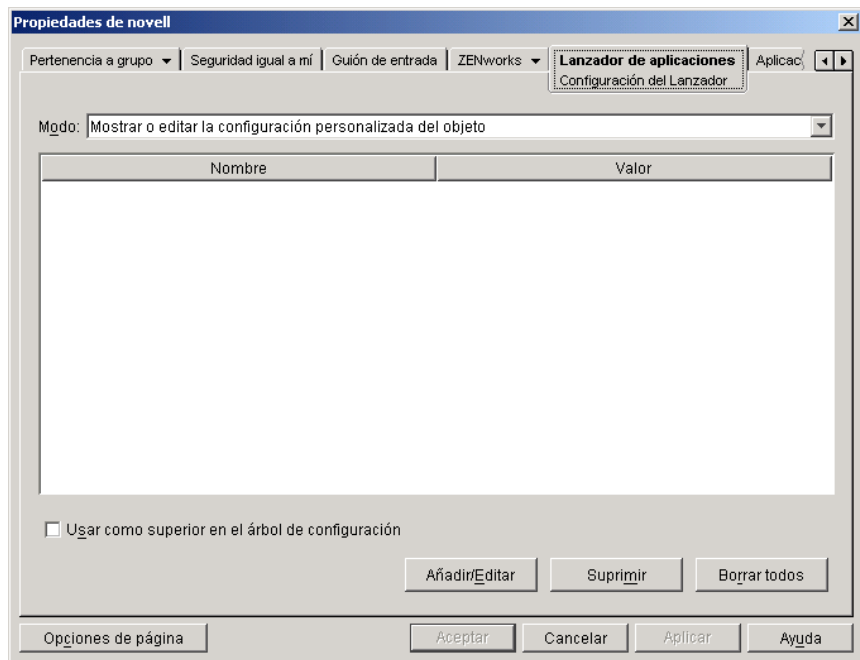 Propiedades de novell
Pertenencia a grupo
Seguridad igual a mí
Guión de entrada
ZENworks
Lanzador de aplicaciones
Configuración del Lanzador
Aplicac
Modo: Mostrar o editar la configuración personalizada del objeto
Nombre Valor
Usar como superior en el árbol de configuración
Añadir/Editar Suprimir Borrar todos
Opciones de página Aceptar Cancelar Aplicar Ayuda